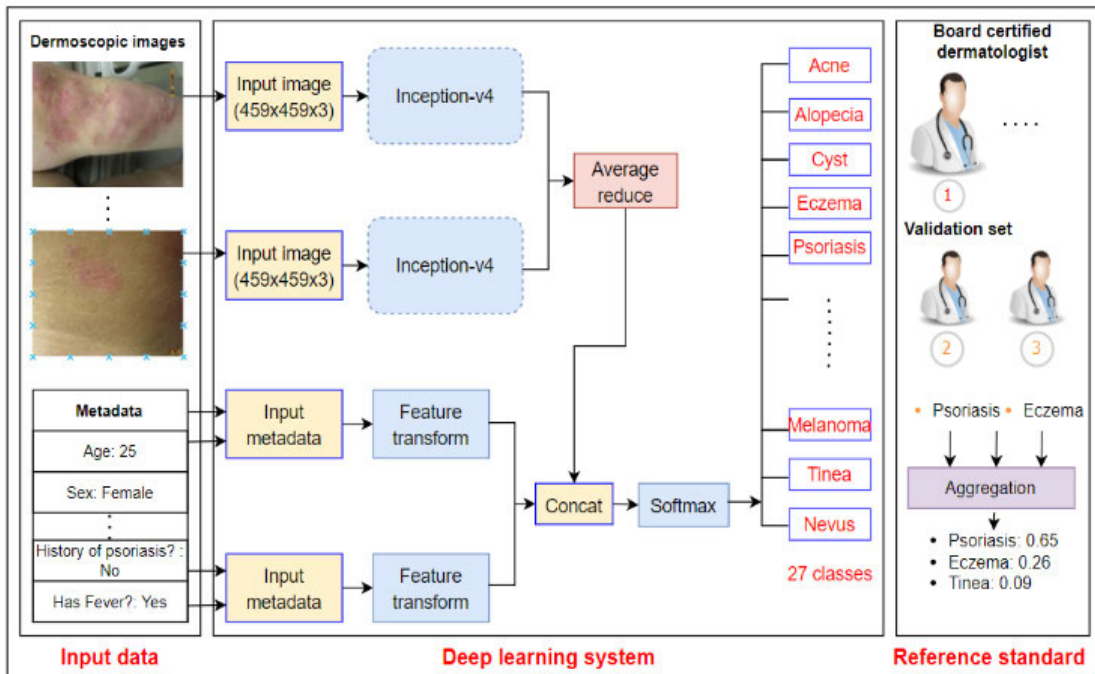 Dermoscopic images
Metadata
Age: 25
Sex: Female
History of psoriasis? :
No
Has Fever?: Yes
Input data
Input image
(459x459x3)
Inception-v4
Input image
(459x459x3)
Inception-v4
Average
reduce
Input
metadata
Feature
transform
Input
metadata
Feature
transform
Concat
Softmax
Acne
Alopecia
Cyst
Eczema
Psoriasis
Melanoma
TInea
Nevus
27 classes
Deep learning system
Board certified
dermatologist
1
Validation set
2
3
• Psoriasis • Eczema
Aggregation
• Psoriasis: 0.65
• Eczema: 0.26
• Tinea: 0.09
Reference standard